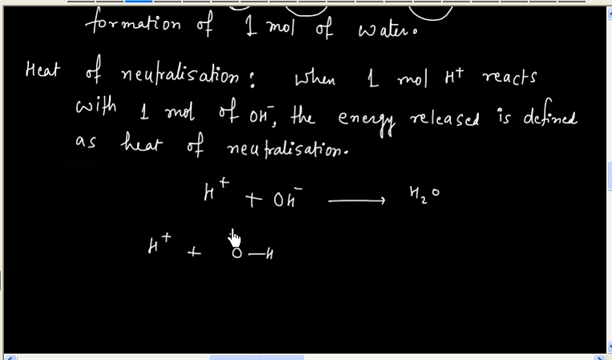 formation of 1 mol of water.
Heat of neutralisation: When 1 mol H⁺ reacts
with 1 mol of OH⁻, the energy released is defined
as heat of neutralisation.
H⁺ + OH⁻ ⟶ H₂O
H⁺ + O—H